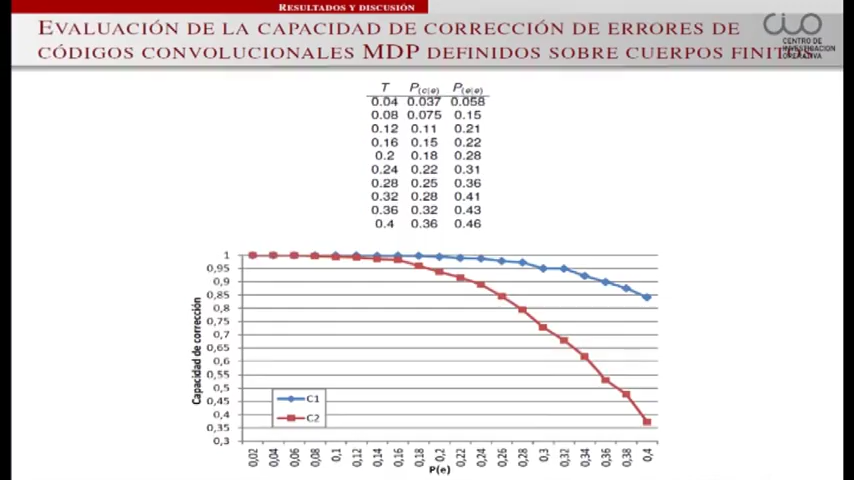 RESULTADOS Y DISCUSIÓN
EVALUACIÓN DE LA CAPACIDAD DE CORRECCIÓN DE ERRORES DE
CÓDIGOS CONVOLUCIONALES MDP DEFINIDOS SOBRE CUERPOS FINITOS
CIO
CENTRO DE
INVESTIGACION
OPERATIVA
T P(c|e) P(e|e)
0.04 0.037 0.058
0.08 0.075 0.15
0.12 0.11 0.21
0.16 0.15 0.22
0.2 0.18 0.28
0.24 0.22 0.31
0.28 0.25 0.36
0.32 0.28 0.41
0.36 0.32 0.43
0.4 0.36 0.46
Capacidad de corrección
1
0,95
0,9
0,85
0,8
0,75
0,7
0,65
0,6
0,55
0,5
0,45
0,4
0,35
0,3
C1
C2
0,02 0,04 0,06 0,08 0,1 0,12 0,14 0,16 0,18 0,2 0,22 0,24 0,26 0,28 0,3 0,32 0,34 0,36 0,38 0,4
P(e)